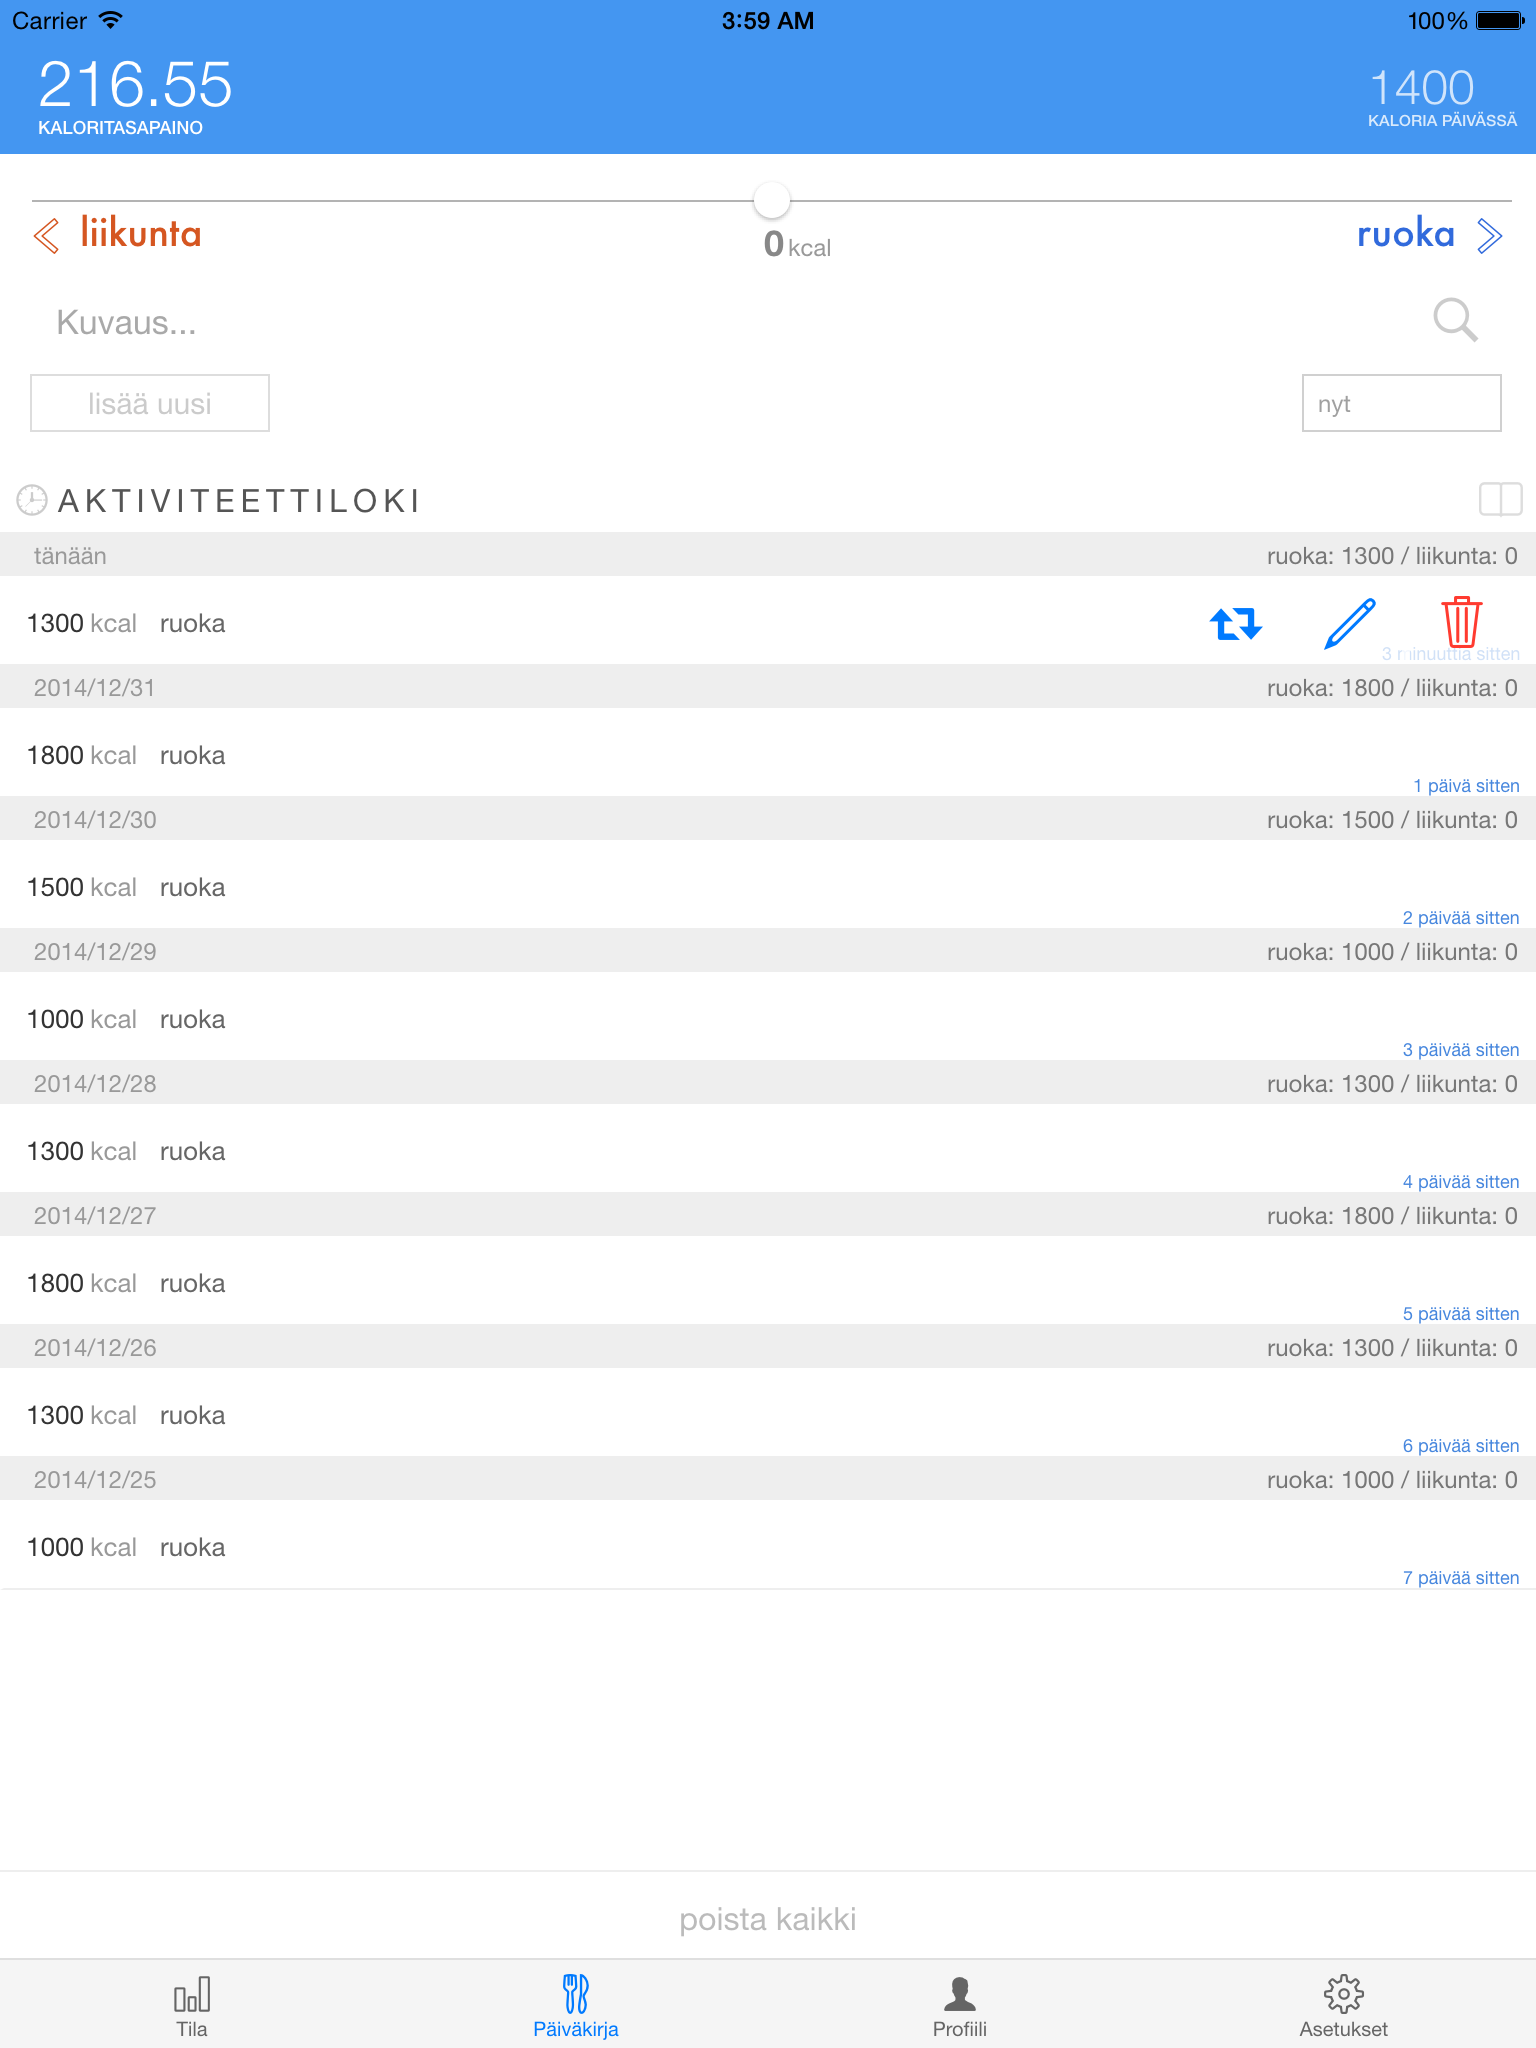 Carrier 3:59 AM 100%
216.55 1400
KALORITASAPAINO KALORIA PÄIVÄSSÄ
liikunta 0 kcal ruoka
Kuvaus...
lisää uusi nyt
AKTIVITEETTILOKI
tänään ruoka: 1300 / liikunta: 0
1300 kcal ruoka
3 minuuttia sitten
2014/12/31 ruoka: 1800 / liikunta: 0
1800 kcal ruoka
1 päivä sitten
2014/12/30 ruoka: 1500 / liikunta: 0
1500 kcal ruoka
2 päivää sitten
2014/12/29 ruoka: 1000 / liikunta: 0
1000 kcal ruoka
3 päivää sitten
2014/12/28 ruoka: 1300 / liikunta: 0
1300 kcal ruoka
4 päivää sitten
2014/12/27 ruoka: 1800 / liikunta: 0
1800 kcal ruoka
5 päivää sitten
2014/12/26 ruoka: 1300 / liikunta: 0
1300 kcal ruoka
6 päivää sitten
2014/12/25 ruoka: 1000 / liikunta: 0
1000 kcal ruoka
7 päivää sitten
poista kaikki
Tila Päiväkirja Profiili Asetukset